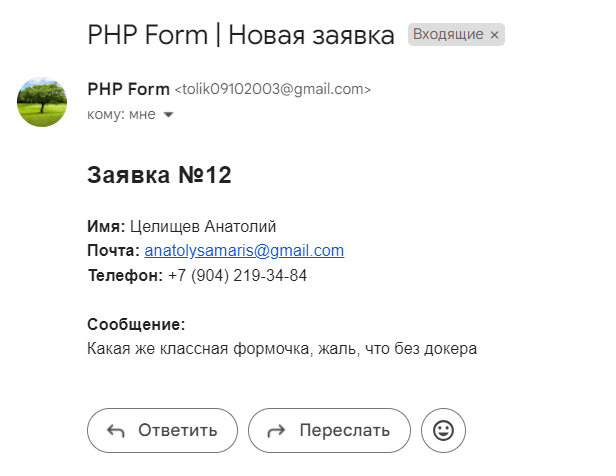 PHP Form | Новая заявка Входящие ×
PHP Form <tolik09102003@gmail.com>
кому: мне
Заявка №12
Имя: Целищев Анатолий
Почта: anatolysamaris@gmail.com
Телефон: +7 (904) 219-34-84
Сообщение:
Какая же классная формочка, жаль, что без докера
Ответить Переслать